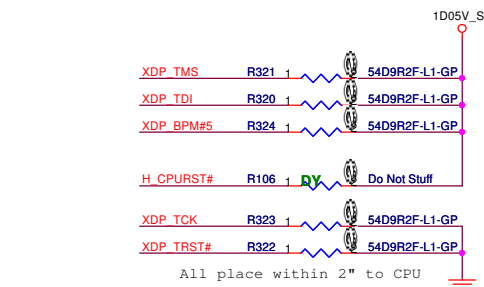 1D05V_S
XDP_TMS R321 1 54D9R2F-L1-GP
XDP_TDI R320 1 54D9R2F-L1-GP
XDP_BPM#5 R324 1 54D9R2F-L1-GP
H_CPURST# R106 1 DY Do Not Stuff
XDP_TCK R323 1 54D9R2F-L1-GP
XDP_TRST# R322 1 54D9R2F-L1-GP
All place within 2" to CPU